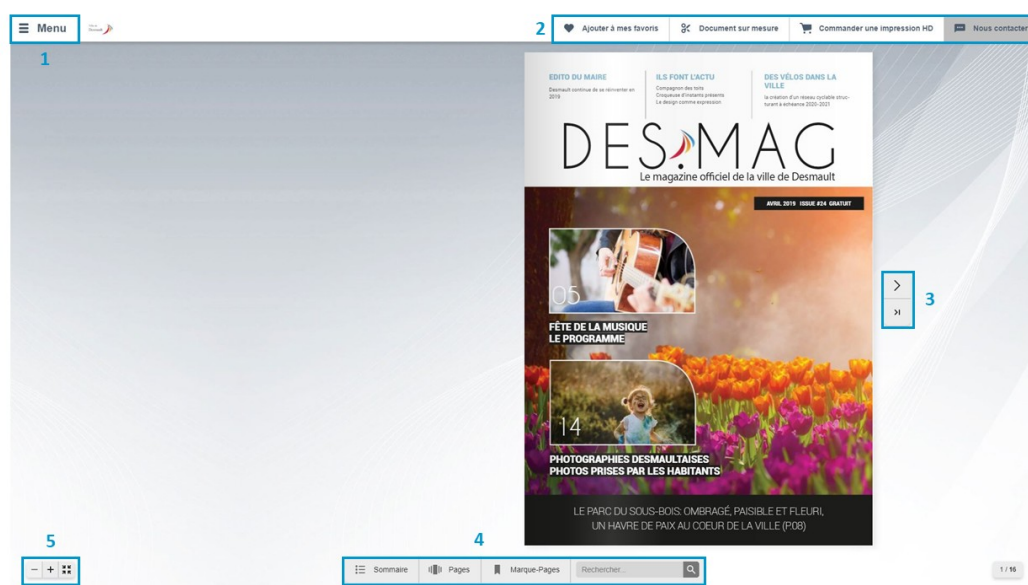 Menu
2
Ajouter à mes favoris
Document sur mesure
Commander une impression HD
Nous contacter
1
EDITO DU MAIRE
Desmault continue de se réinventer en
2019
ILS FONT L'ACTU
Compagnon des toits
Croqueuse d'instants présents
Le design comme expression
DES VÉLOS DANS LA
VILLE
la création d'un réseau cyclable struc-
turant a echéance 2020-2021
DES.MAG
Le magazine officiel de la ville de Desmault
AVRIL 2019 ISSUE #24 GRATUIT
05
FÊTE DE LA MUSIQUE
LE PROGRAMME
3
14
PHOTOGRAPHIES DESMAULTAISES
PHOTOS PRISES PAR LES HABITANTS
LE PARC DU SOUS-BOIS: OMBRAGÉ, PAISIBLE ET FLEURI,
UN HAVRE DE PAIX AU COEUR DE LA VILLE (P.08)
5
4
Sommaire
Pages
Marque-Pages
Rechercher...
1 / 16